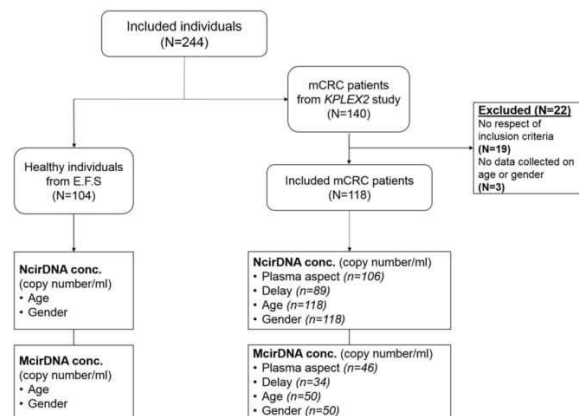 Included individuals
(N=244)
mCRC patients
from KPLEX2 study
(N=140)
Excluded (N=22)
No respect of
inclusion criteria
(N=19)
No data collected on
age or gender
(N=3)
Healthy individuals
from E.F.S
(N=104)
Included mCRC patients
(N=118)
NcirDNA conc.
(copy number/ml)
• Age
• Gender
NcirDNA conc. (copy number/ml)
• Plasma aspect (n=106)
• Delay (n=89)
• Age (n=118)
• Gender (n=118)
McirDNA conc.
(copy number/ml)
• Age
• Gender
McirDNA conc. (copy number/ml)
• Plasma aspect (n=46)
• Delay (n=34)
• Age (n=50)
• Gender (n=50)